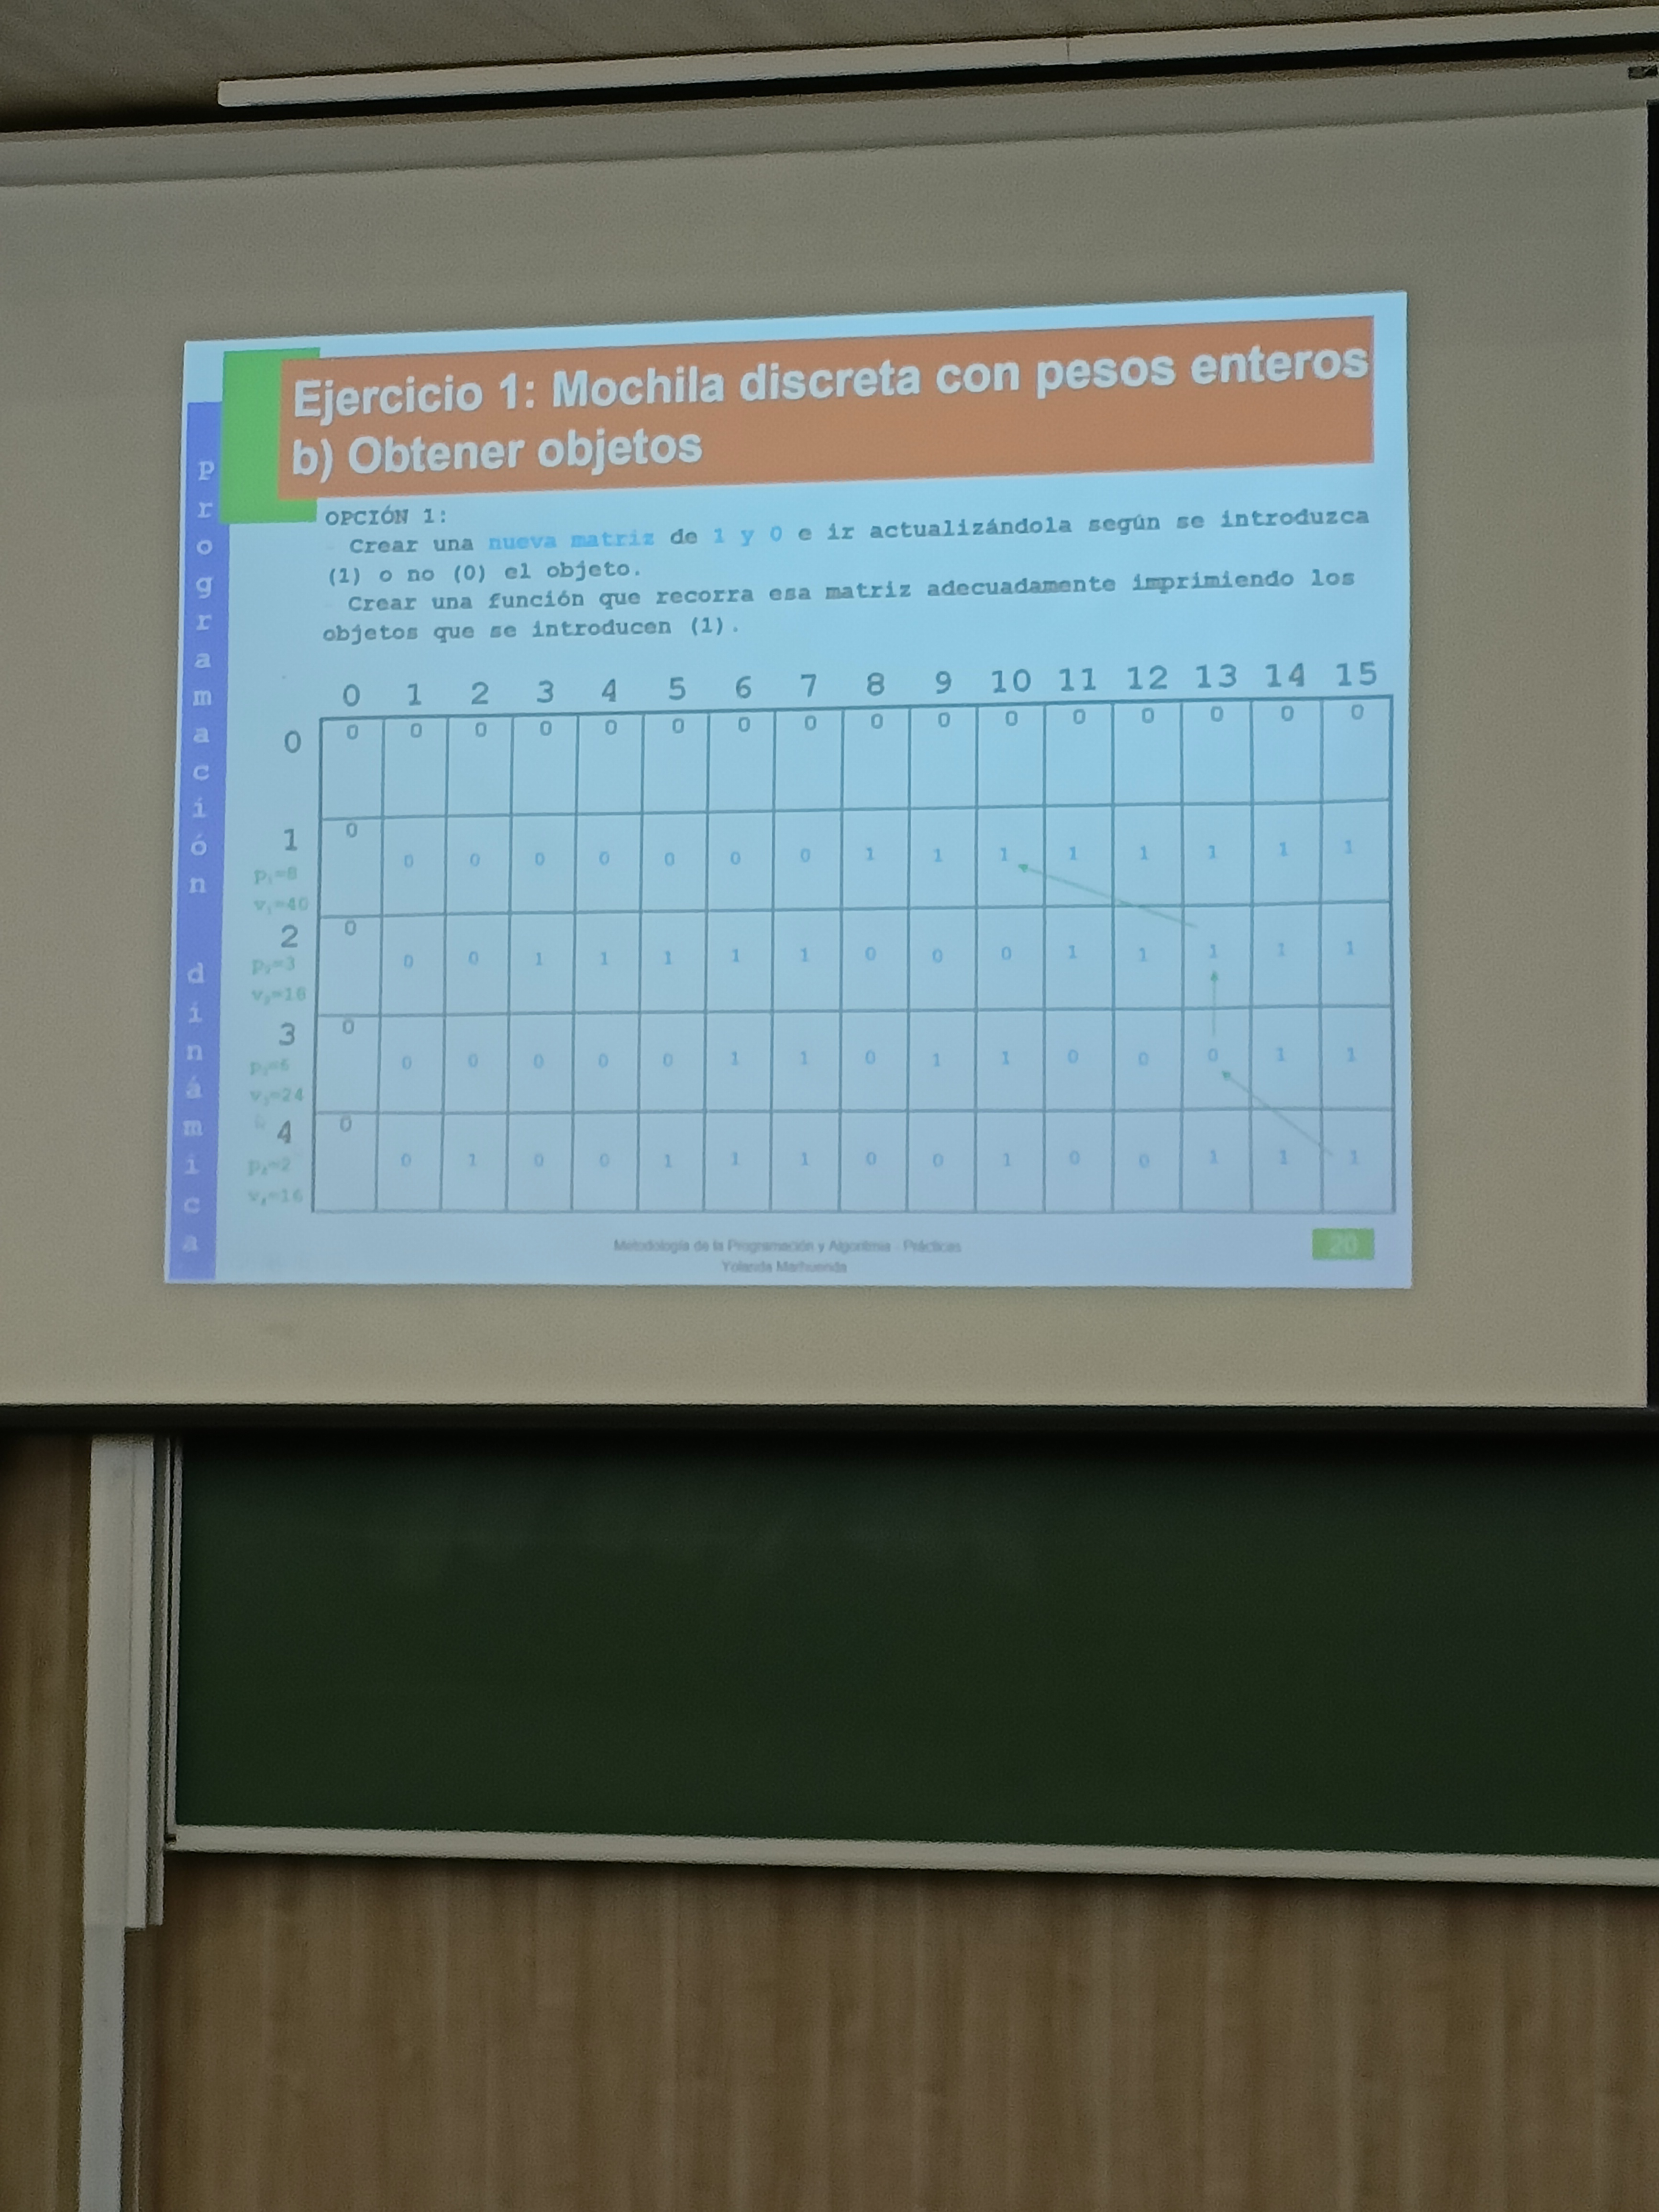 Ejercicio 1: Mochila discreta con pesos enteros
b) Obtener objetos
Programación dinámica
OPCIÓN 1:
Crear una nueva matriz de 1 y 0 e ir actualizándola según se introduzca
(1) o no (0) el objeto.
Crear una función que recorra esa matriz adecuadamente imprimiendo los
objetos que se introducen (1).
0 1 2 3 4 5 6 7 8 9 10 11 12 13 14 15
0 0 0 0 0 0 0 0 0 0 0 0 0 0 0 0 0
1 0 0 0 0 0 0 0 0 1 1 1 1 1 1 1 1
p₁=8
v₁=40
2 0 0 0 1 1 1 1 1 0 0 0 1 1 1 1 1
p₂=3
v₂=18
3 0 0 0 0 0 0 1 1 0 1 1 0 0 0 1 1
p₃=6
v₃=24
4 0 0 1 0 0 1 1 1 0 0 1 0 0 1 1 1
p₄=2
v₄=16
Metodología de la Programación y Algoritmia - Prácticas
Yolanda Marhuenda
20